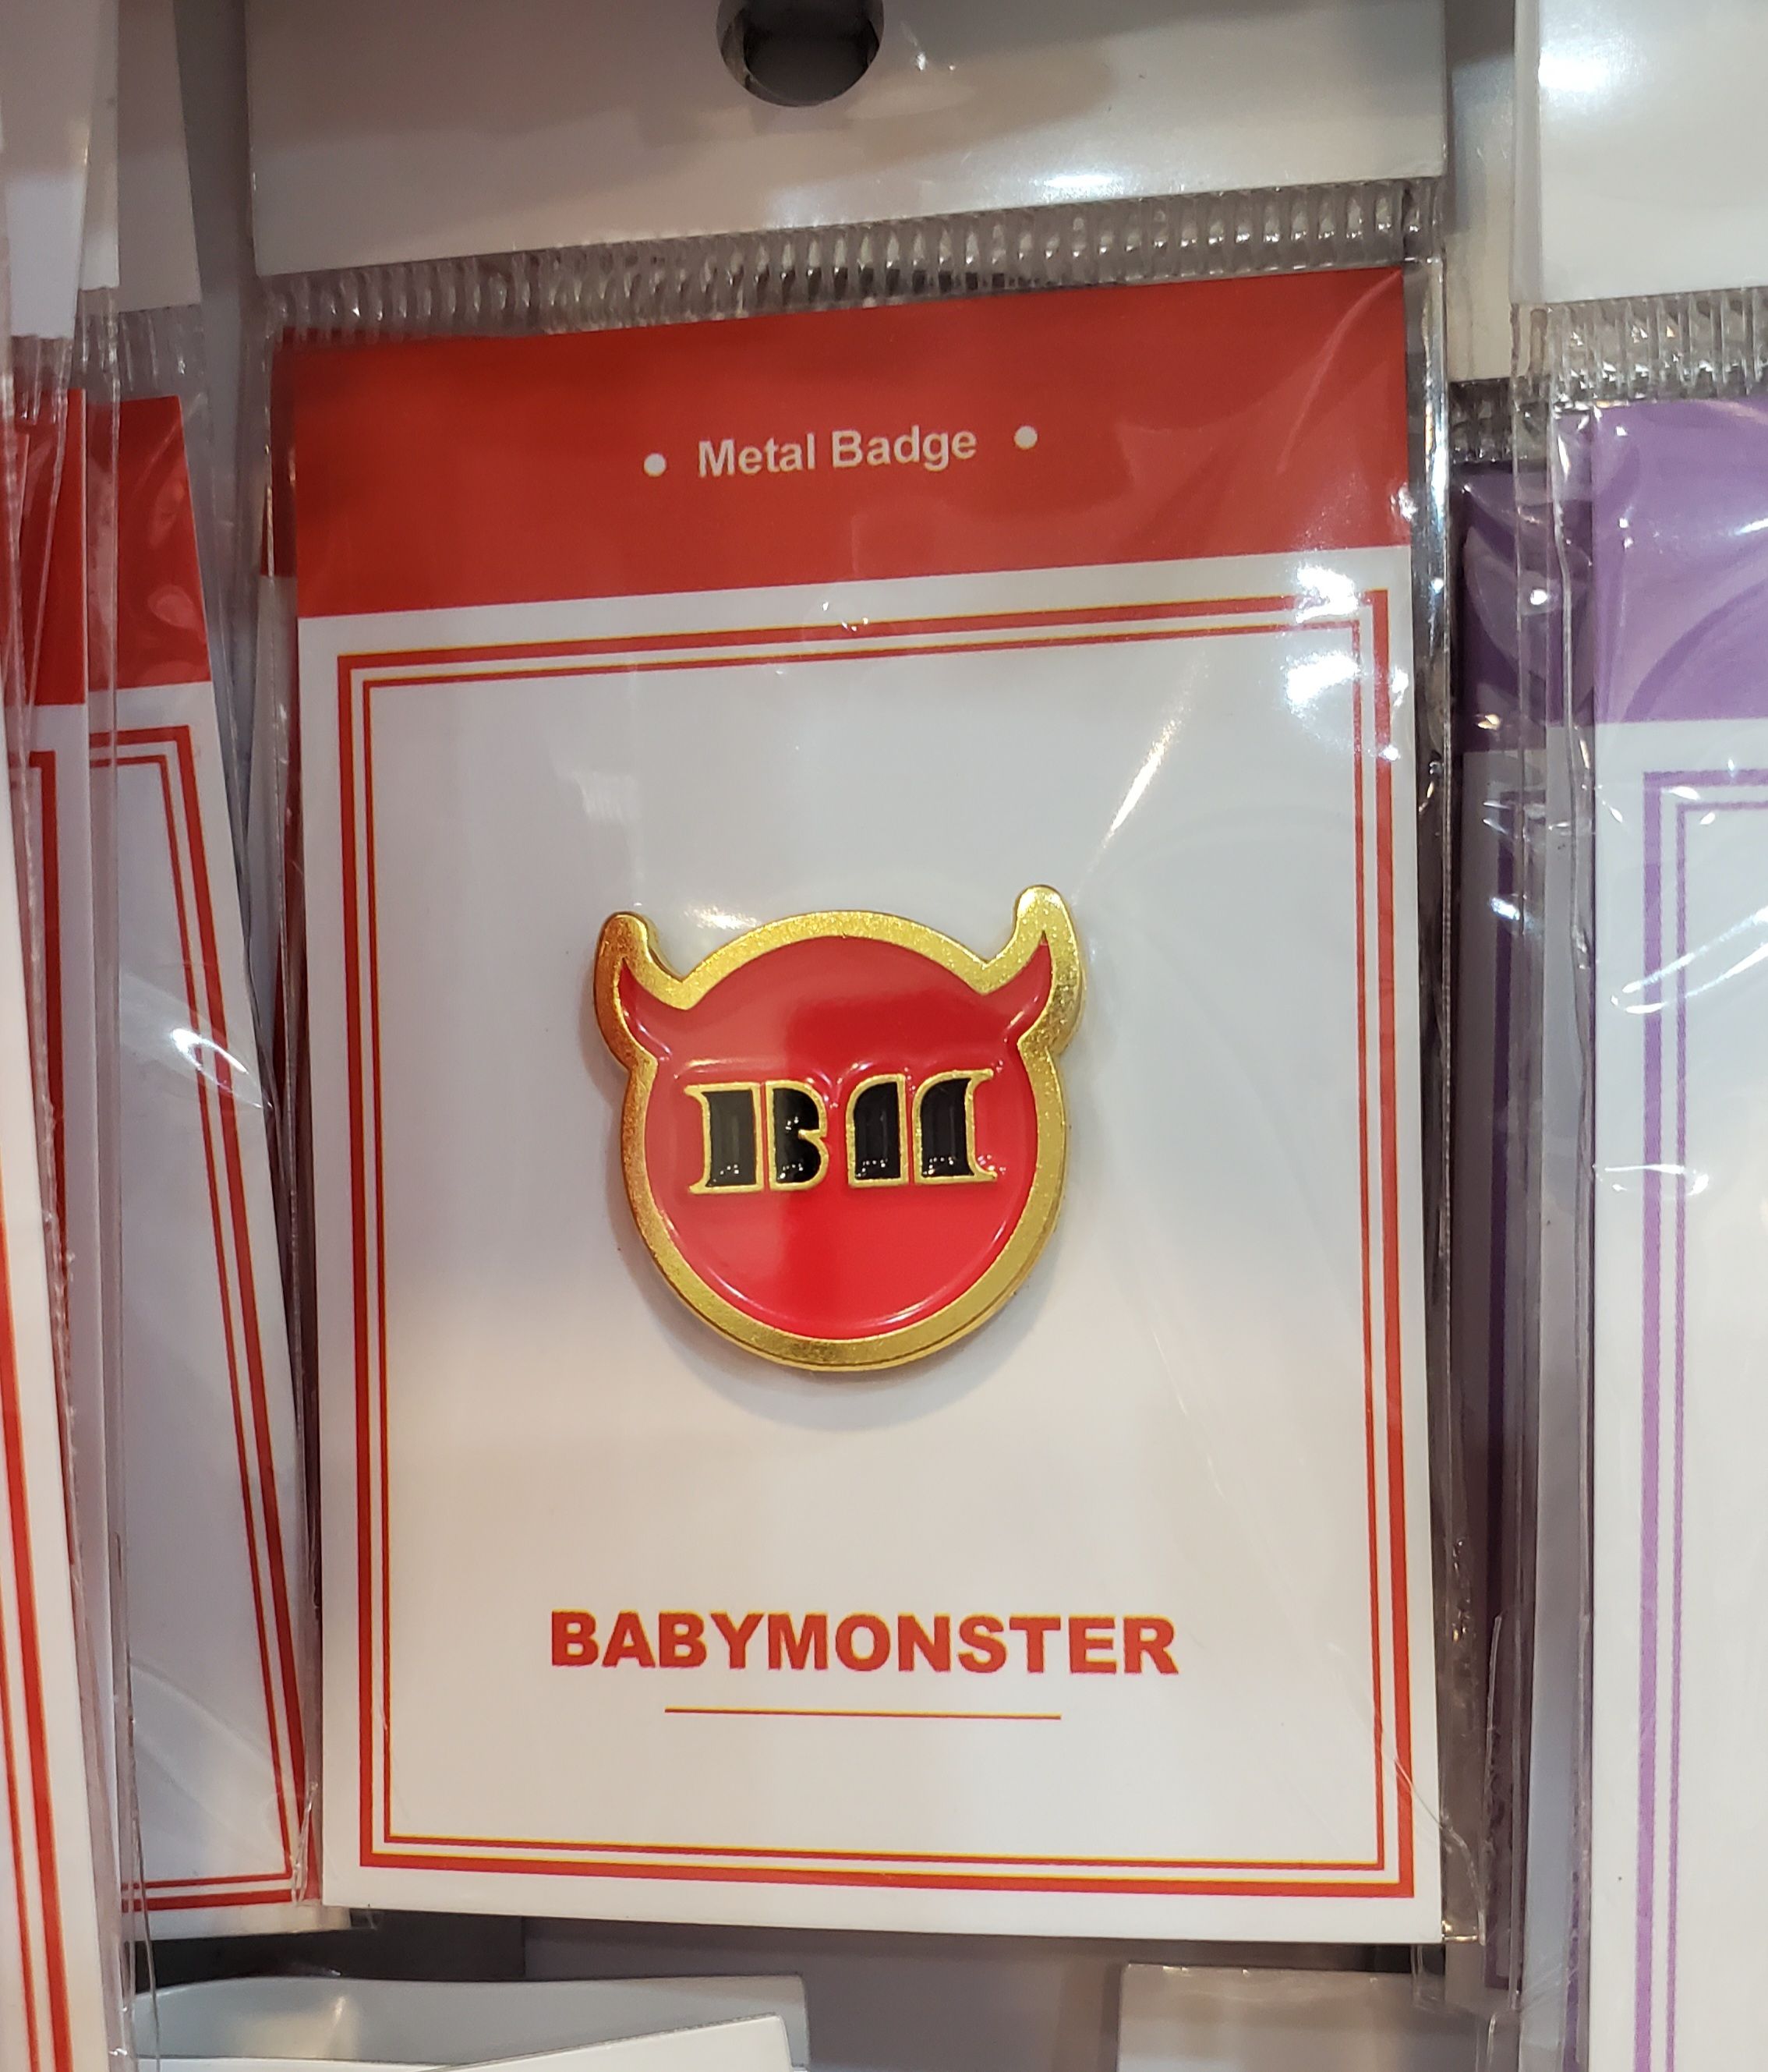 • Metal Badge •
BM
BABYMONSTER